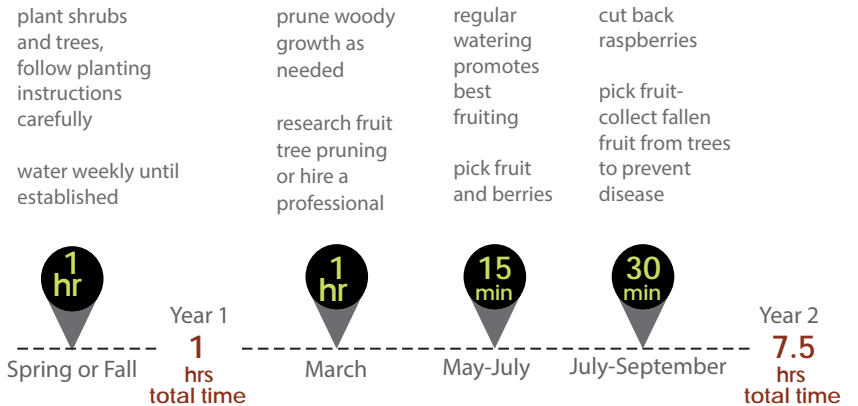 plant shrubs
and trees,
follow planting
instructions
carefully
water weekly until
established
prune woody
growth as
needed
research fruit
tree pruning
or hire a
professional
regular
watering
promotes
best
fruiting
pick fruit
and berries
cut back
raspberries
pick fruit-
collect fallen
fruit from trees
to prevent
disease
1
hr
Spring or Fall
Year 1
1
hrs
total time
1
hr
March
15
min
May-July
30
min
July-September
Year 2
7.5
hrs
total time